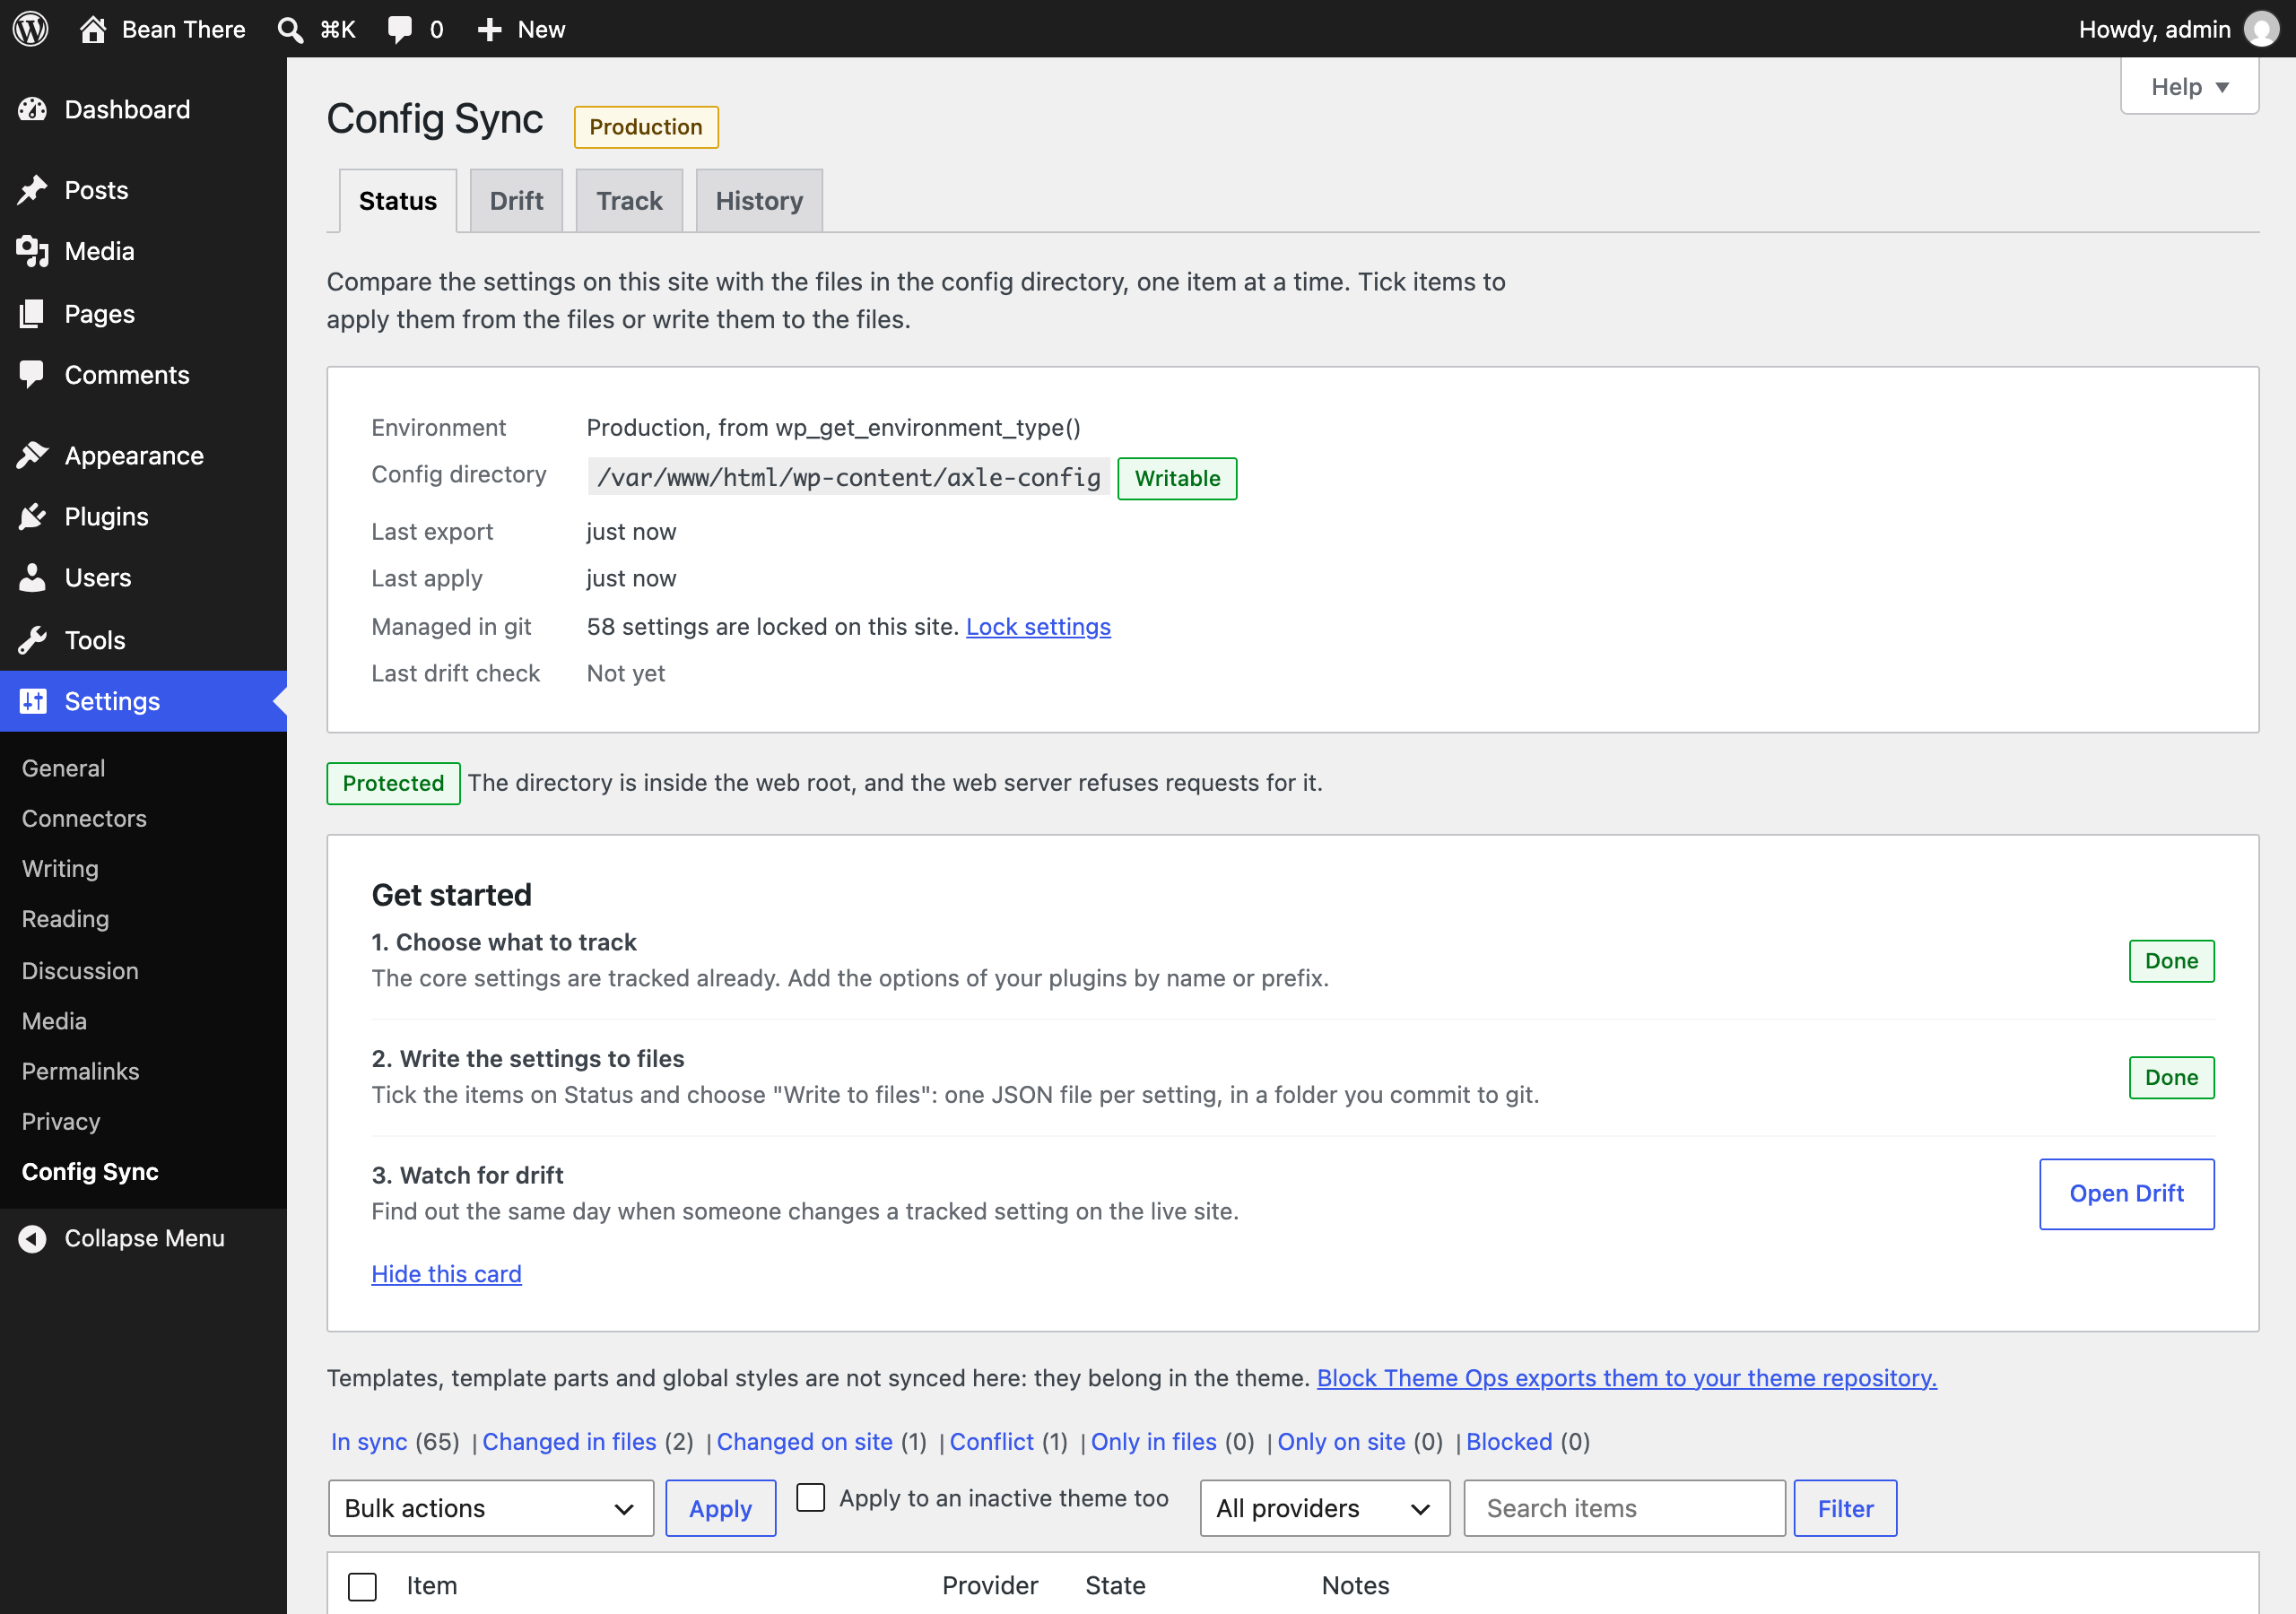 Bean There
⌘K
0
New
Howdy, admin
Help
Dashboard
Posts
Media
Pages
Comments
Appearance
Plugins
Users
Tools
Settings
General
Connectors
Writing
Reading
Discussion
Media
Permalinks
Privacy
Config Sync
Collapse Menu
Config Sync
Production
Status
Drift
Track
History
Compare the settings on this site with the files in the config directory, one item at a time. Tick items to
apply them from the files or write them to the files.
Environment Production, from wp_get_environment_type()
Config directory /var/www/html/wp-content/axle-config Writable
Last export just now
Last apply just now
Managed in git 58 settings are locked on this site. Lock settings
Last drift check Not yet
Protected The directory is inside the web root, and the web server refuses requests for it.
Get started
1. Choose what to track
The core settings are tracked already. Add the options of your plugins by name or prefix.
Done
2. Write the settings to files
Tick the items on Status and choose "Write to files": one JSON file per setting, in a folder you commit to git.
Done
3. Watch for drift
Find out the same day when someone changes a tracked setting on the live site.
Open Drift
Hide this card
Templates, template parts and global styles are not synced here: they belong in the theme. Block Theme Ops exports them to your theme repository.
In sync (65) | Changed in files (2) | Changed on site (1) | Conflict (1) | Only in files (0) | Only on site (0) | Blocked (0)
Bulk actions Apply Apply to an inactive theme too All providers Search items Filter
Item Provider State Notes